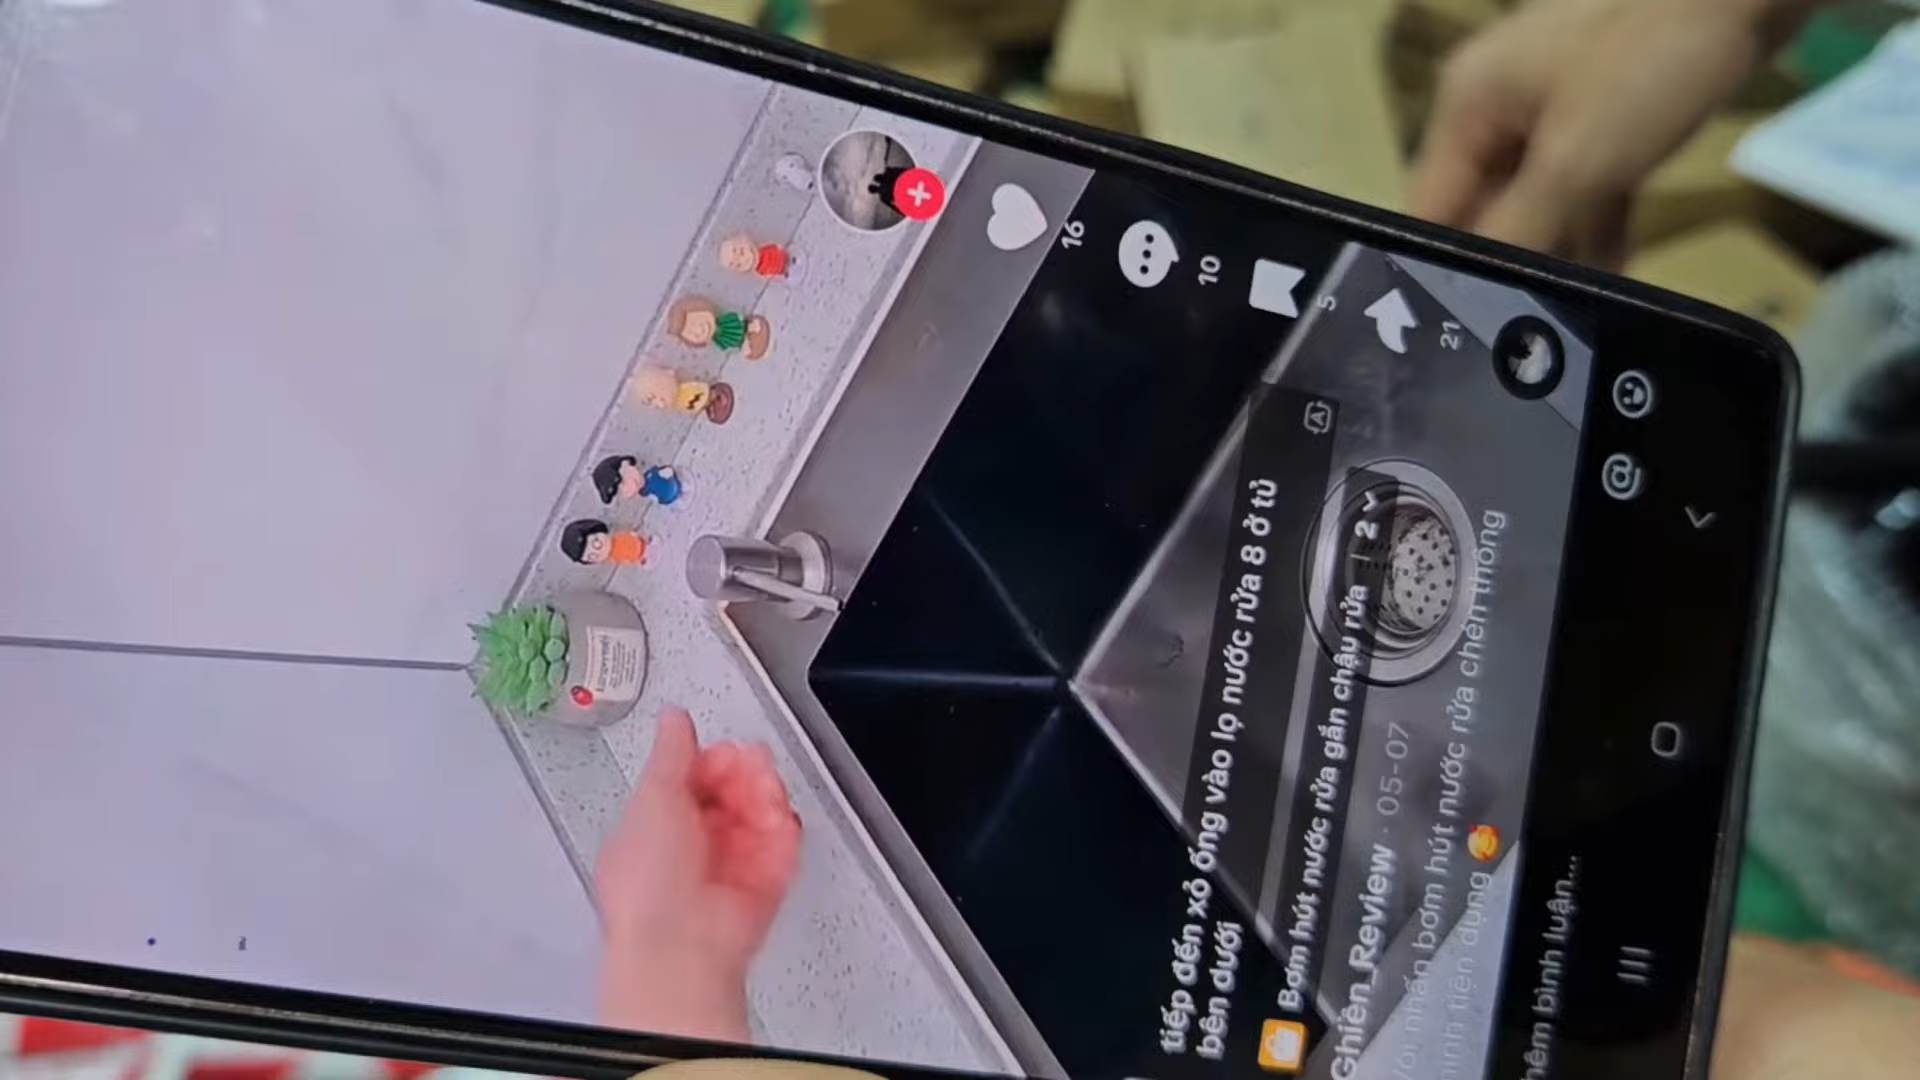 16
10
5
21
tiếp đến xỏ ống vào lọ nước rửa 8 ở tủ
bên dưới
Bơm hút nước rửa gắn chậu rửa | 2
Ghiền_Review · 05-07
nhấn bơm hút nước rửa chén thông
minh tiện dụng
bình luận...
@